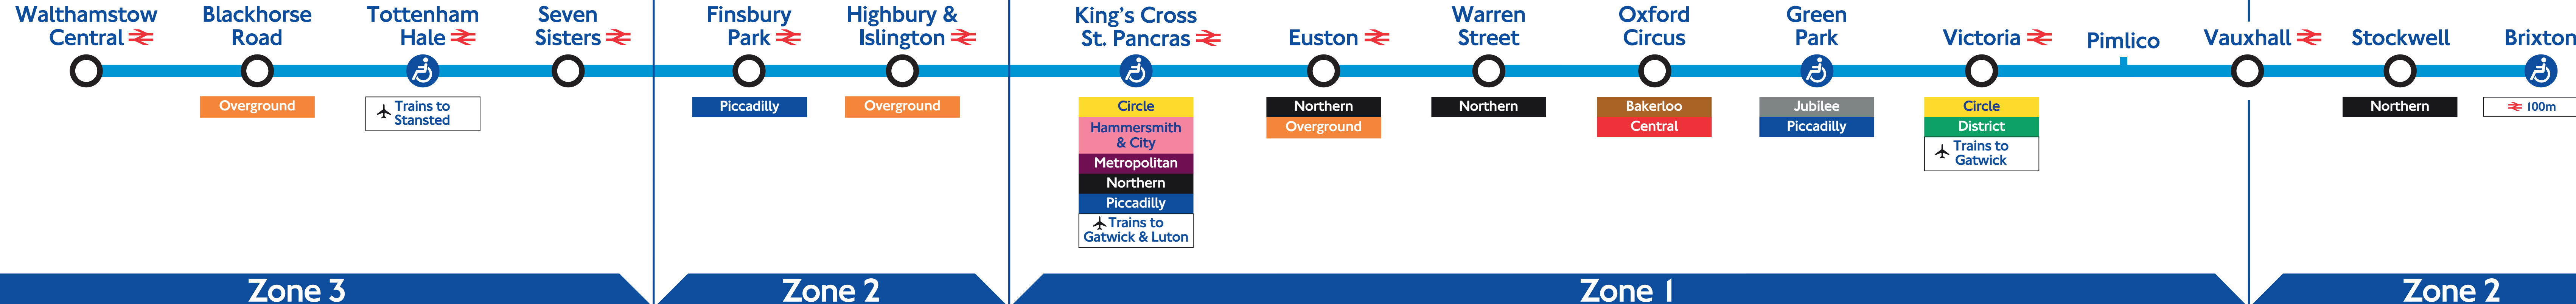 Walthamstow
Central
Blackhorse
Road
Overground
Tottenham
Hale
Trains to
Stansted
Seven
Sisters
Finsbury
Park
Piccadilly
Highbury &
Islington
Overground
King's Cross
St. Pancras
Circle
Hammersmith
& City
Metropolitan
Northern
Piccadilly
Trains to
Gatwick & Luton
Euston
Northern
Overground
Warren
Street
Northern
Oxford
Circus
Bakerloo
Central
Green
Park
Jubilee
Piccadilly
Victoria
Circle
District
Trains to
Gatwick
Pimlico
Vauxhall
Stockwell
Northern
Brixton
100m
Zone 3
Zone 2
Zone 1
Zone 2